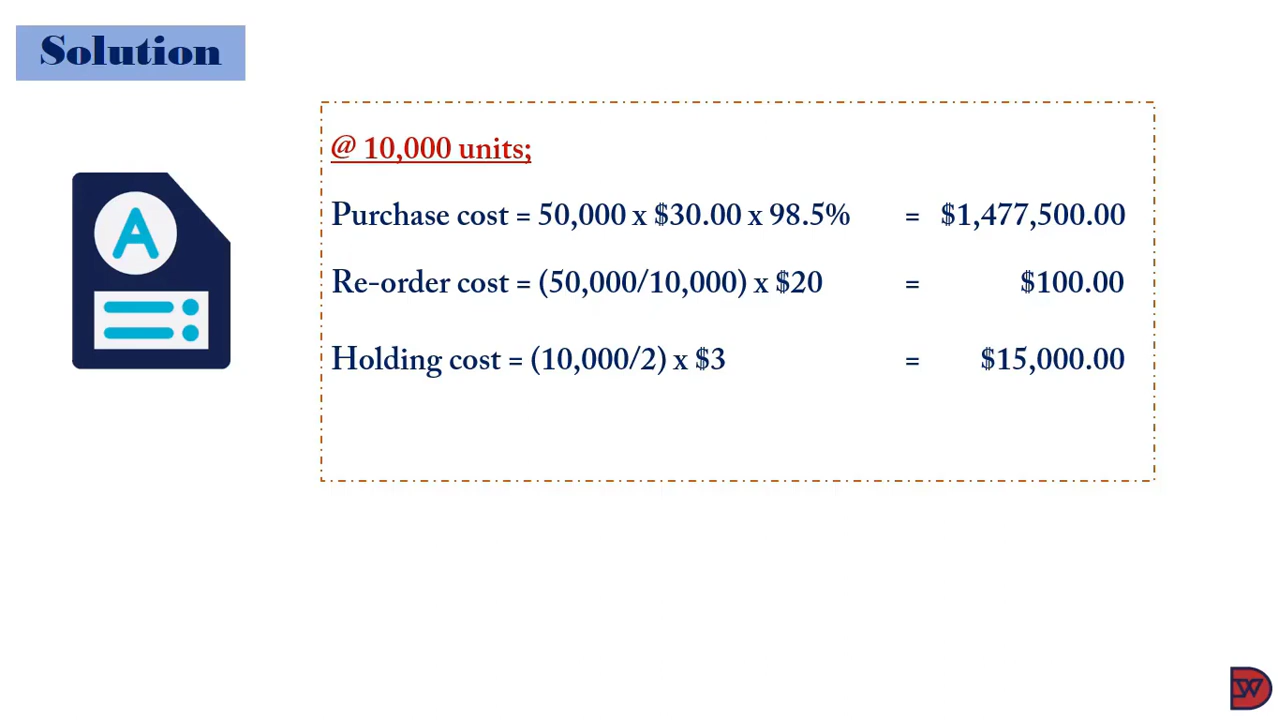 Solution
@ 10,000 units;
Purchase cost = 50,000 x $30.00 x 98.5% = $1,477,500.00
Re-order cost = (50,000/10,000) x $20 = $100.00
Holding cost = (10,000/2) x $3 = $15,000.00
A
DW